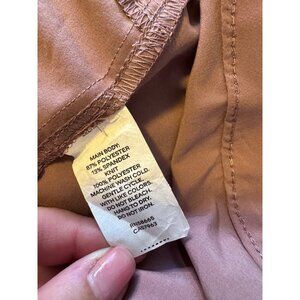 MAIN BODY:
87% POLYESTER
13% SPANDEX
KNIT
100% POLYESTER
MACHINE WASH COLD.
GENTLE CYCLE
WITH LIKE COLORS.
DO NOT BLEACH.
HANG TO DRY.
DO NOT IRON.
CA57963